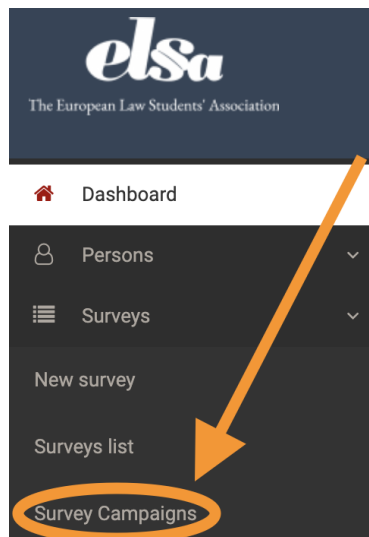 elsa
The European Law Students' Association
Dashboard
Persons
Surveys
New survey
Surveys list
Survey Campaigns